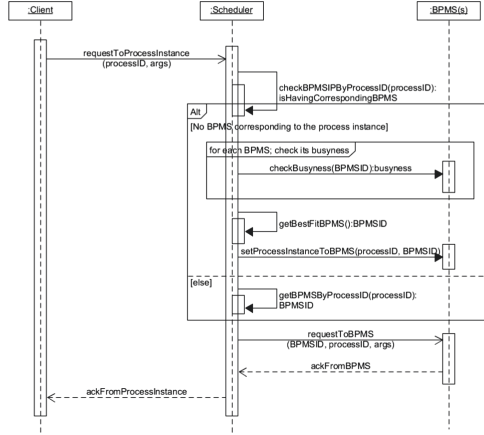 :Client
:Scheduler
:BPMS(s)
requestToProcessInstance
(processID, args)
checkBPMSIPByProcessID(processID):
isHavingCorrespondingBPMS
Alt
[No BPMS corresponding to the process instance]
for each BPMS; check its busyness
checkBusyness(BPMSID):busyness
getBestFitBPMS():BPMSID
setProcessInstanceToBPMS(processID, BPMSID)
[else]
getBPMSByProcessID(processID):
BPMSID
requestToBPMS
(BPMSID, processID, args)
ackFromBPMS
ackFromProcessInstance